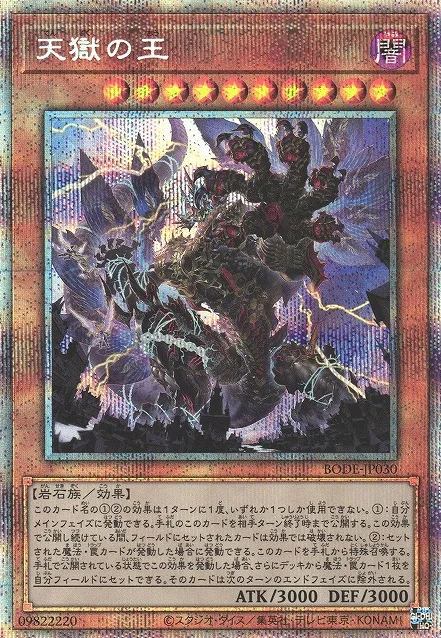 天獄の王
闇
BODE-JP030
【岩石族／効果】
このカード名の①②の効果は１ターンに１度、いずれか１つしか使用できない。①：自分
メインフェイズに発動できる。手札のこのカードを相手ターン終了時まで公開する。この効果
で公開し続けている間、フィールドにセットされたカードは効果では破壊されない。②：セット
された魔法・罠カードが発動した場合に発動できる。このカードを手札から特殊召喚する。
手札で公開されている状態でこの効果を発動した場合、さらにデッキから魔法・罠カード１枚を
自分フィールドにセットできる。そのカードは次のターンのエンドフェイズに除外される。
ATK/3000 DEF/3000
09822220
©スタジオ・ダイス／集英社・テレビ東京・KONAMI